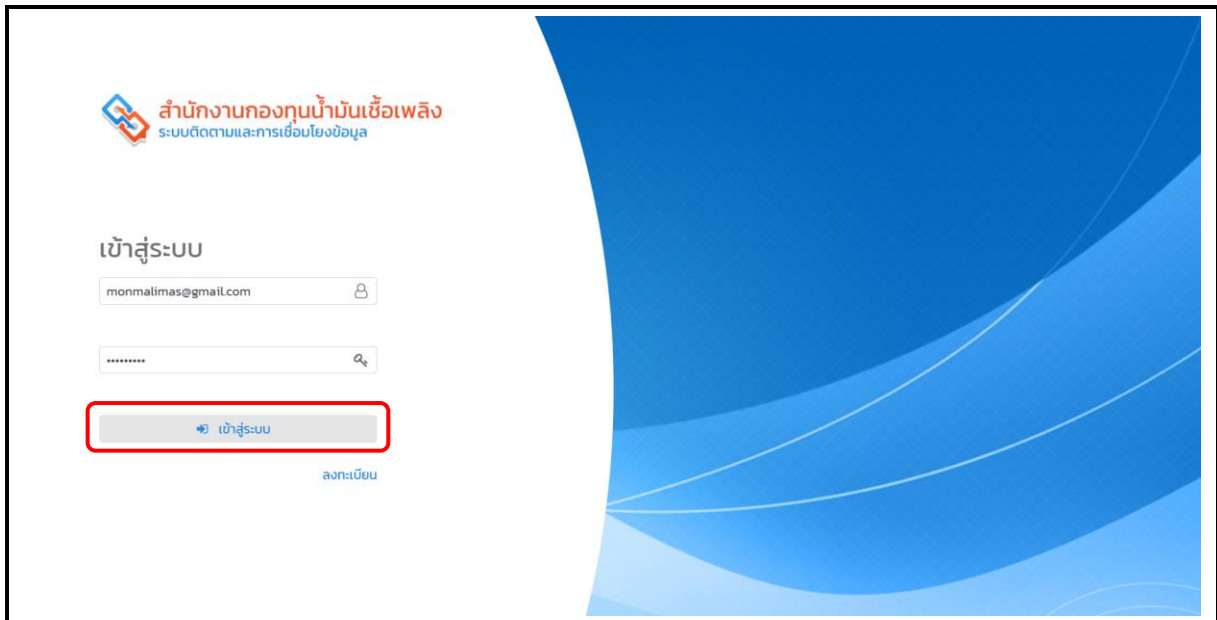 สำนักงานกองทุนน้ำมันเชื้อเพลิง
ระบบติดตามและการเชื่อมโยงข้อมูล
เข้าสู่ระบบ
monmalimas@gmail.com
•••••••••
เข้าสู่ระบบ
ลงทะเบียน